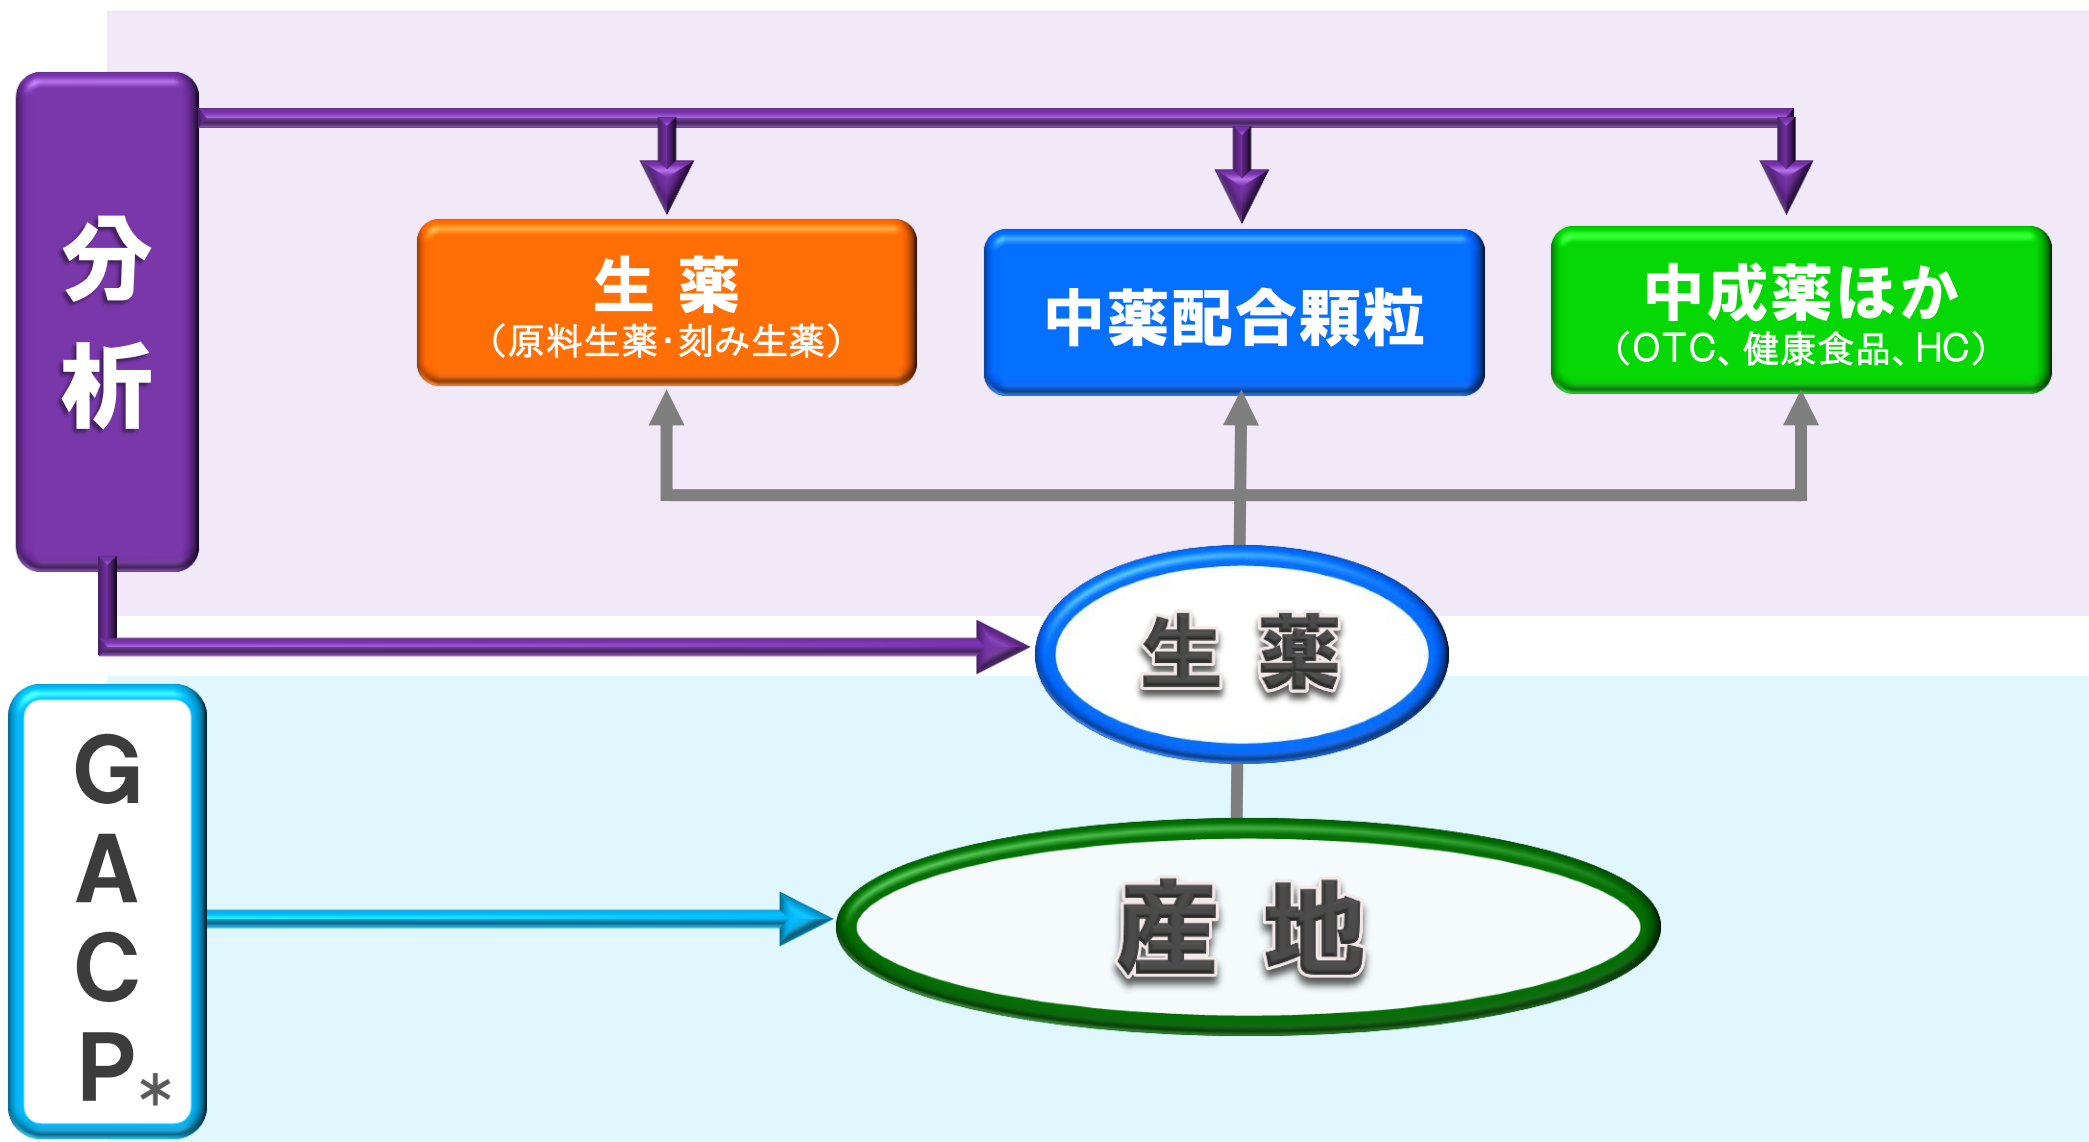 分析
生薬
（原料生薬・刻み生薬）
中薬配合顆粒
中成薬ほか
（OTC、健康食品、HC）
生薬
GACP*
産地